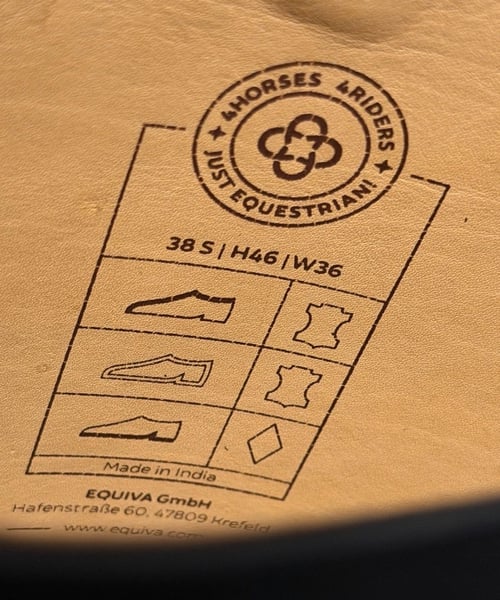 4HORSES 4RIDERS
JUST EQUESTRIAN!
38 S | H46 | W36
Made in India
EQUIVA GmbH
Hafenstraße 60, 47809 Krefeld
www.equiva.com